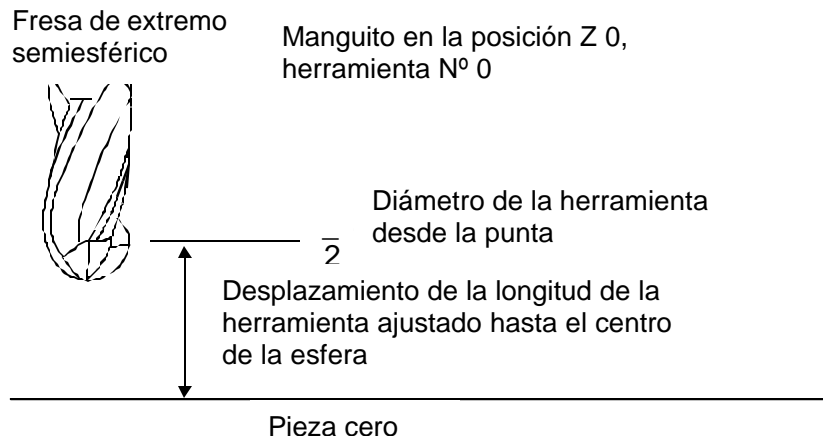 Fresa de extremo
semiesférico
Manguito en la posición Z 0,
herramienta Nº 0
Diámetro de la herramienta
desde la punta
2
Desplazamiento de la longitud de la
herramienta ajustado hasta el centro
de la esfera
Pieza cero